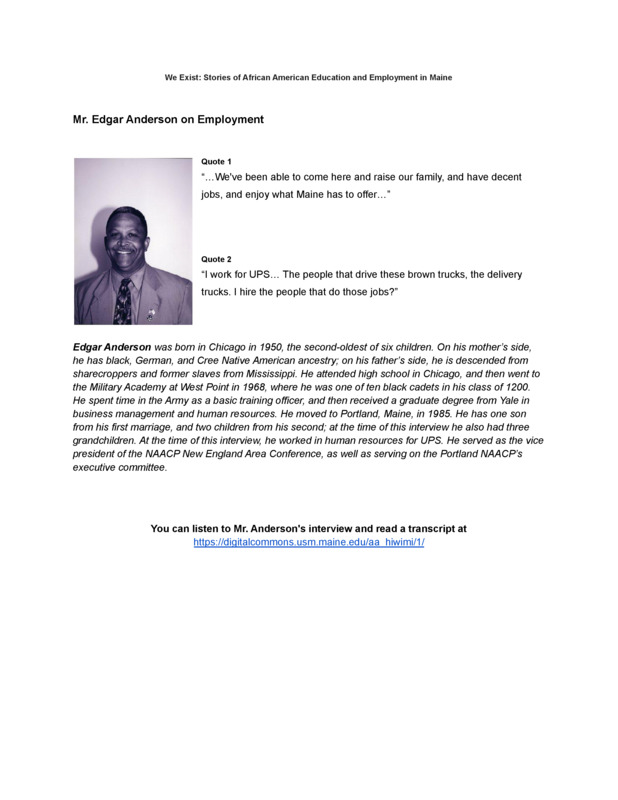 We Exist: Stories of African American Education and Employment in Maine
Mr. Edgar Anderson on Employment
Quote 1
“…We've been able to come here and raise our family, and have decent
jobs, and enjoy what Maine has to offer…”
Quote 2
“I work for UPS… The people that drive these brown trucks, the delivery
trucks. I hire the people that do those jobs?”
Edgar Anderson was born in Chicago in 1950, the second-oldest of six children. On his mother’s side,
he has black, German, and Cree Native American ancestry; on his father’s side, he is descended from
sharecroppers and former slaves from Mississippi. He attended high school in Chicago, and then went to
the Military Academy at West Point in 1968, where he was one of ten black cadets in his class of 1200.
He spent time in the Army as a basic training officer, and then received a graduate degree from Yale in
business management and human resources. He moved to Portland, Maine, in 1985. He has one son
from his first marriage, and two children from his second; at the time of this interview he also had three
grandchildren. At the time of this interview, he worked in human resources for UPS. He served as the vice
president of the NAACP New England Area Conference, as well as serving on the Portland NAACP’s
executive committee.
You can listen to Mr. Anderson's interview and read a transcript at
https://digitalcommons.usm.maine.edu/aa_hiwimi/1/